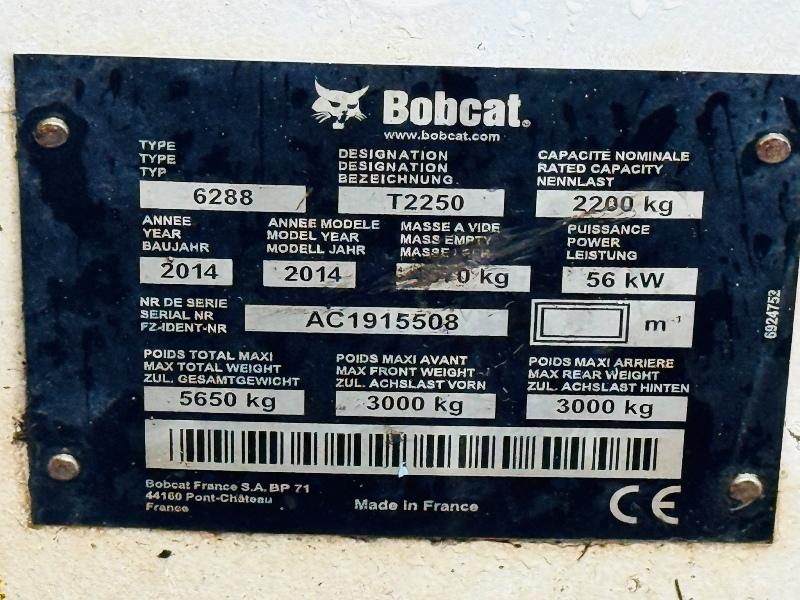 Bobcat.
www.bobcat.com
TYPE
TYPE
TYP
6288
DESIGNATION
DESIGNATION
BEZEICHNUNG
T2250
CAPACITÉ NOMINALE
RATED CAPACITY
NENNLAST
2200 kg
ANNEE
YEAR
BAUJAHR
2014
ANNEE MODELE
MODEL YEAR
MODELL JAHR
2014
MASSE A VIDE
MASS EMPTY
MASSE
kg
PUISSANCE
POWER
LEISTUNG
56 kW
NR DE SERIE
SERIAL NR
FZ-IDENT-NR
AC1915508
m⁻¹
6924752
POIDS TOTAL MAXI
MAX TOTAL WEIGHT
ZUL. GESAMTGEWICHT
5650 kg
POIDS MAXI AVANT
MAX FRONT WEIGHT
ZUL. ACHSLAST VORN
3000 kg
POIDS MAXI ARRIERE
MAX REAR WEIGHT
ZUL. ACHSLAST HINTEN
3000 kg
Bobcat France S.A. BP 71
44160 Pont-Château
France
Made in France
CE